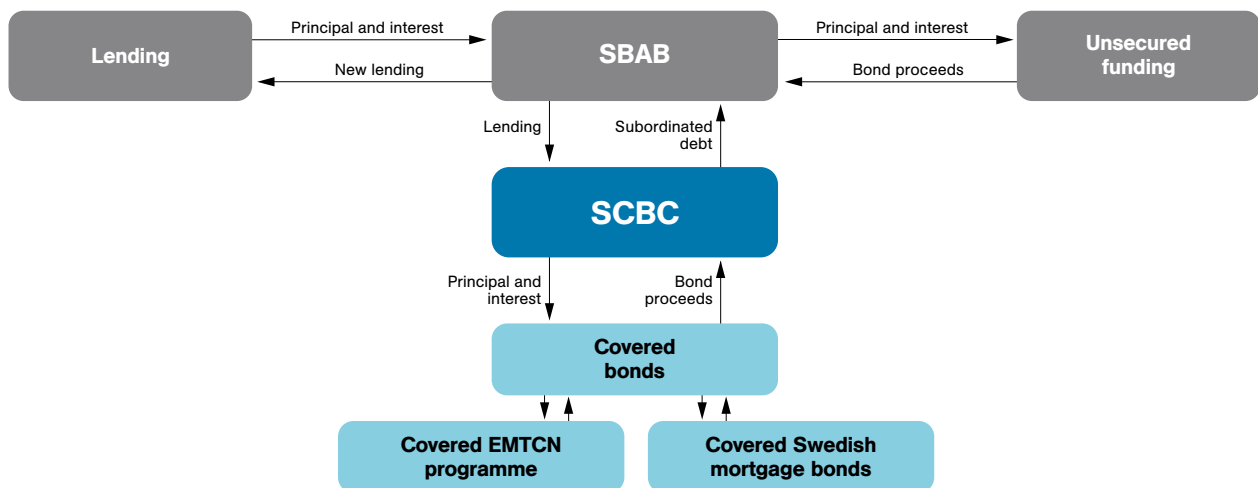 Principal and interest
Principal and interest
Lending
SBAB
Unsecured
funding
New lending
Bond proceeds
Lending
Subordinated
debt
SCBC
Principal and
interest
Bond
proceeds
Covered
bonds
Covered EMTCN
programme
Covered Swedish
mortgage bonds